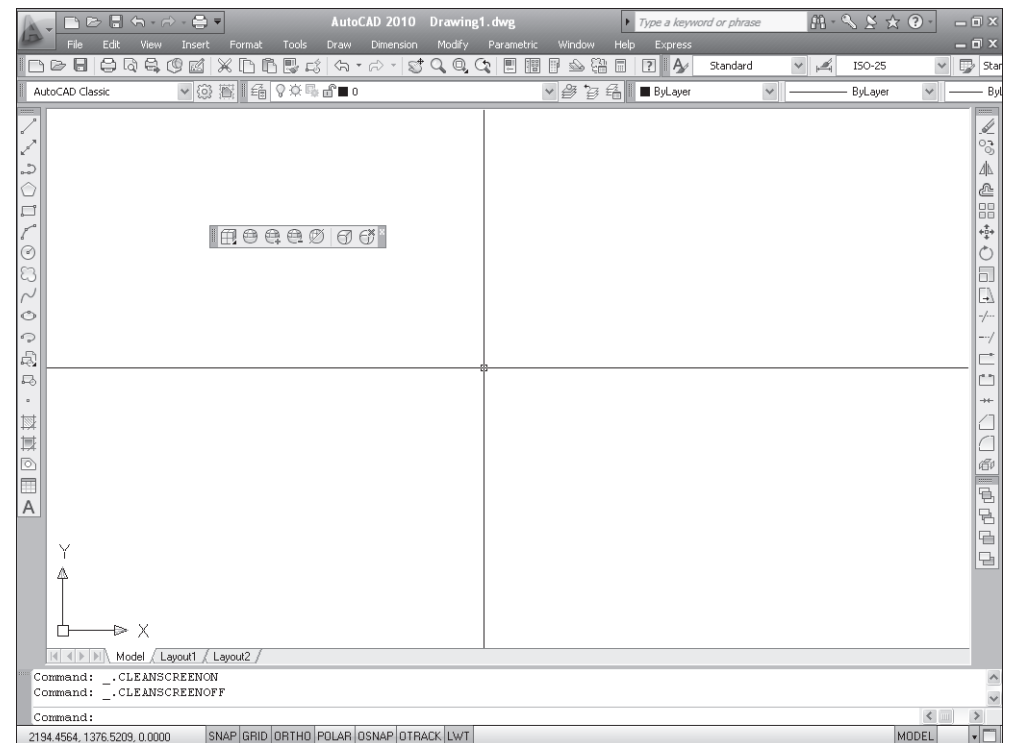 AutoCAD 2010 Drawing1.dwg Type a keyword or phrase
File Edit View Insert Format Tools Draw Dimension Modify Parametric Window Help Express
Standard ISO-25 Star
AutoCAD Classic 0 ByLayer ByLayer ByL
A
Y
X
Model Layout1 Layout2
Command: _.CLEANSCREENON
Command: _.CLEANSCREENOFF
Command:
2194.4564, 1376.5209, 0.0000 SNAP GRID ORTHO POLAR OSNAP OTRACK LWT MODEL